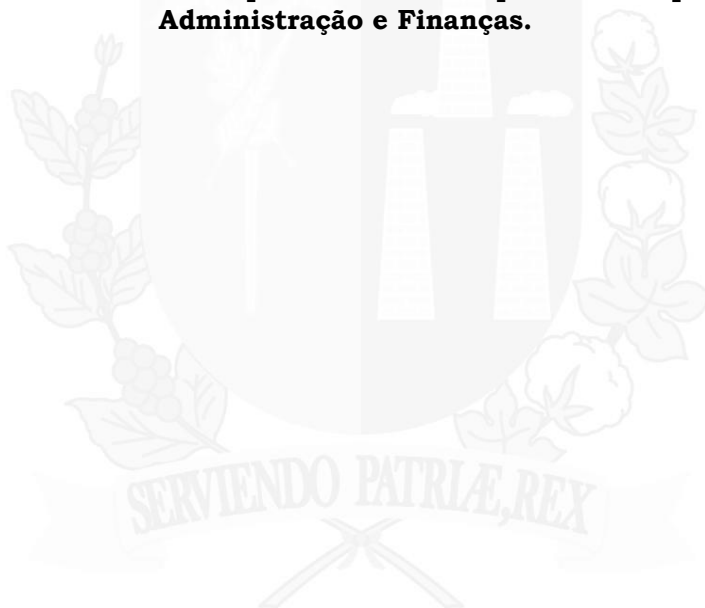 Administração e Finanças.
SERVIENDO PATRIÆ, REX